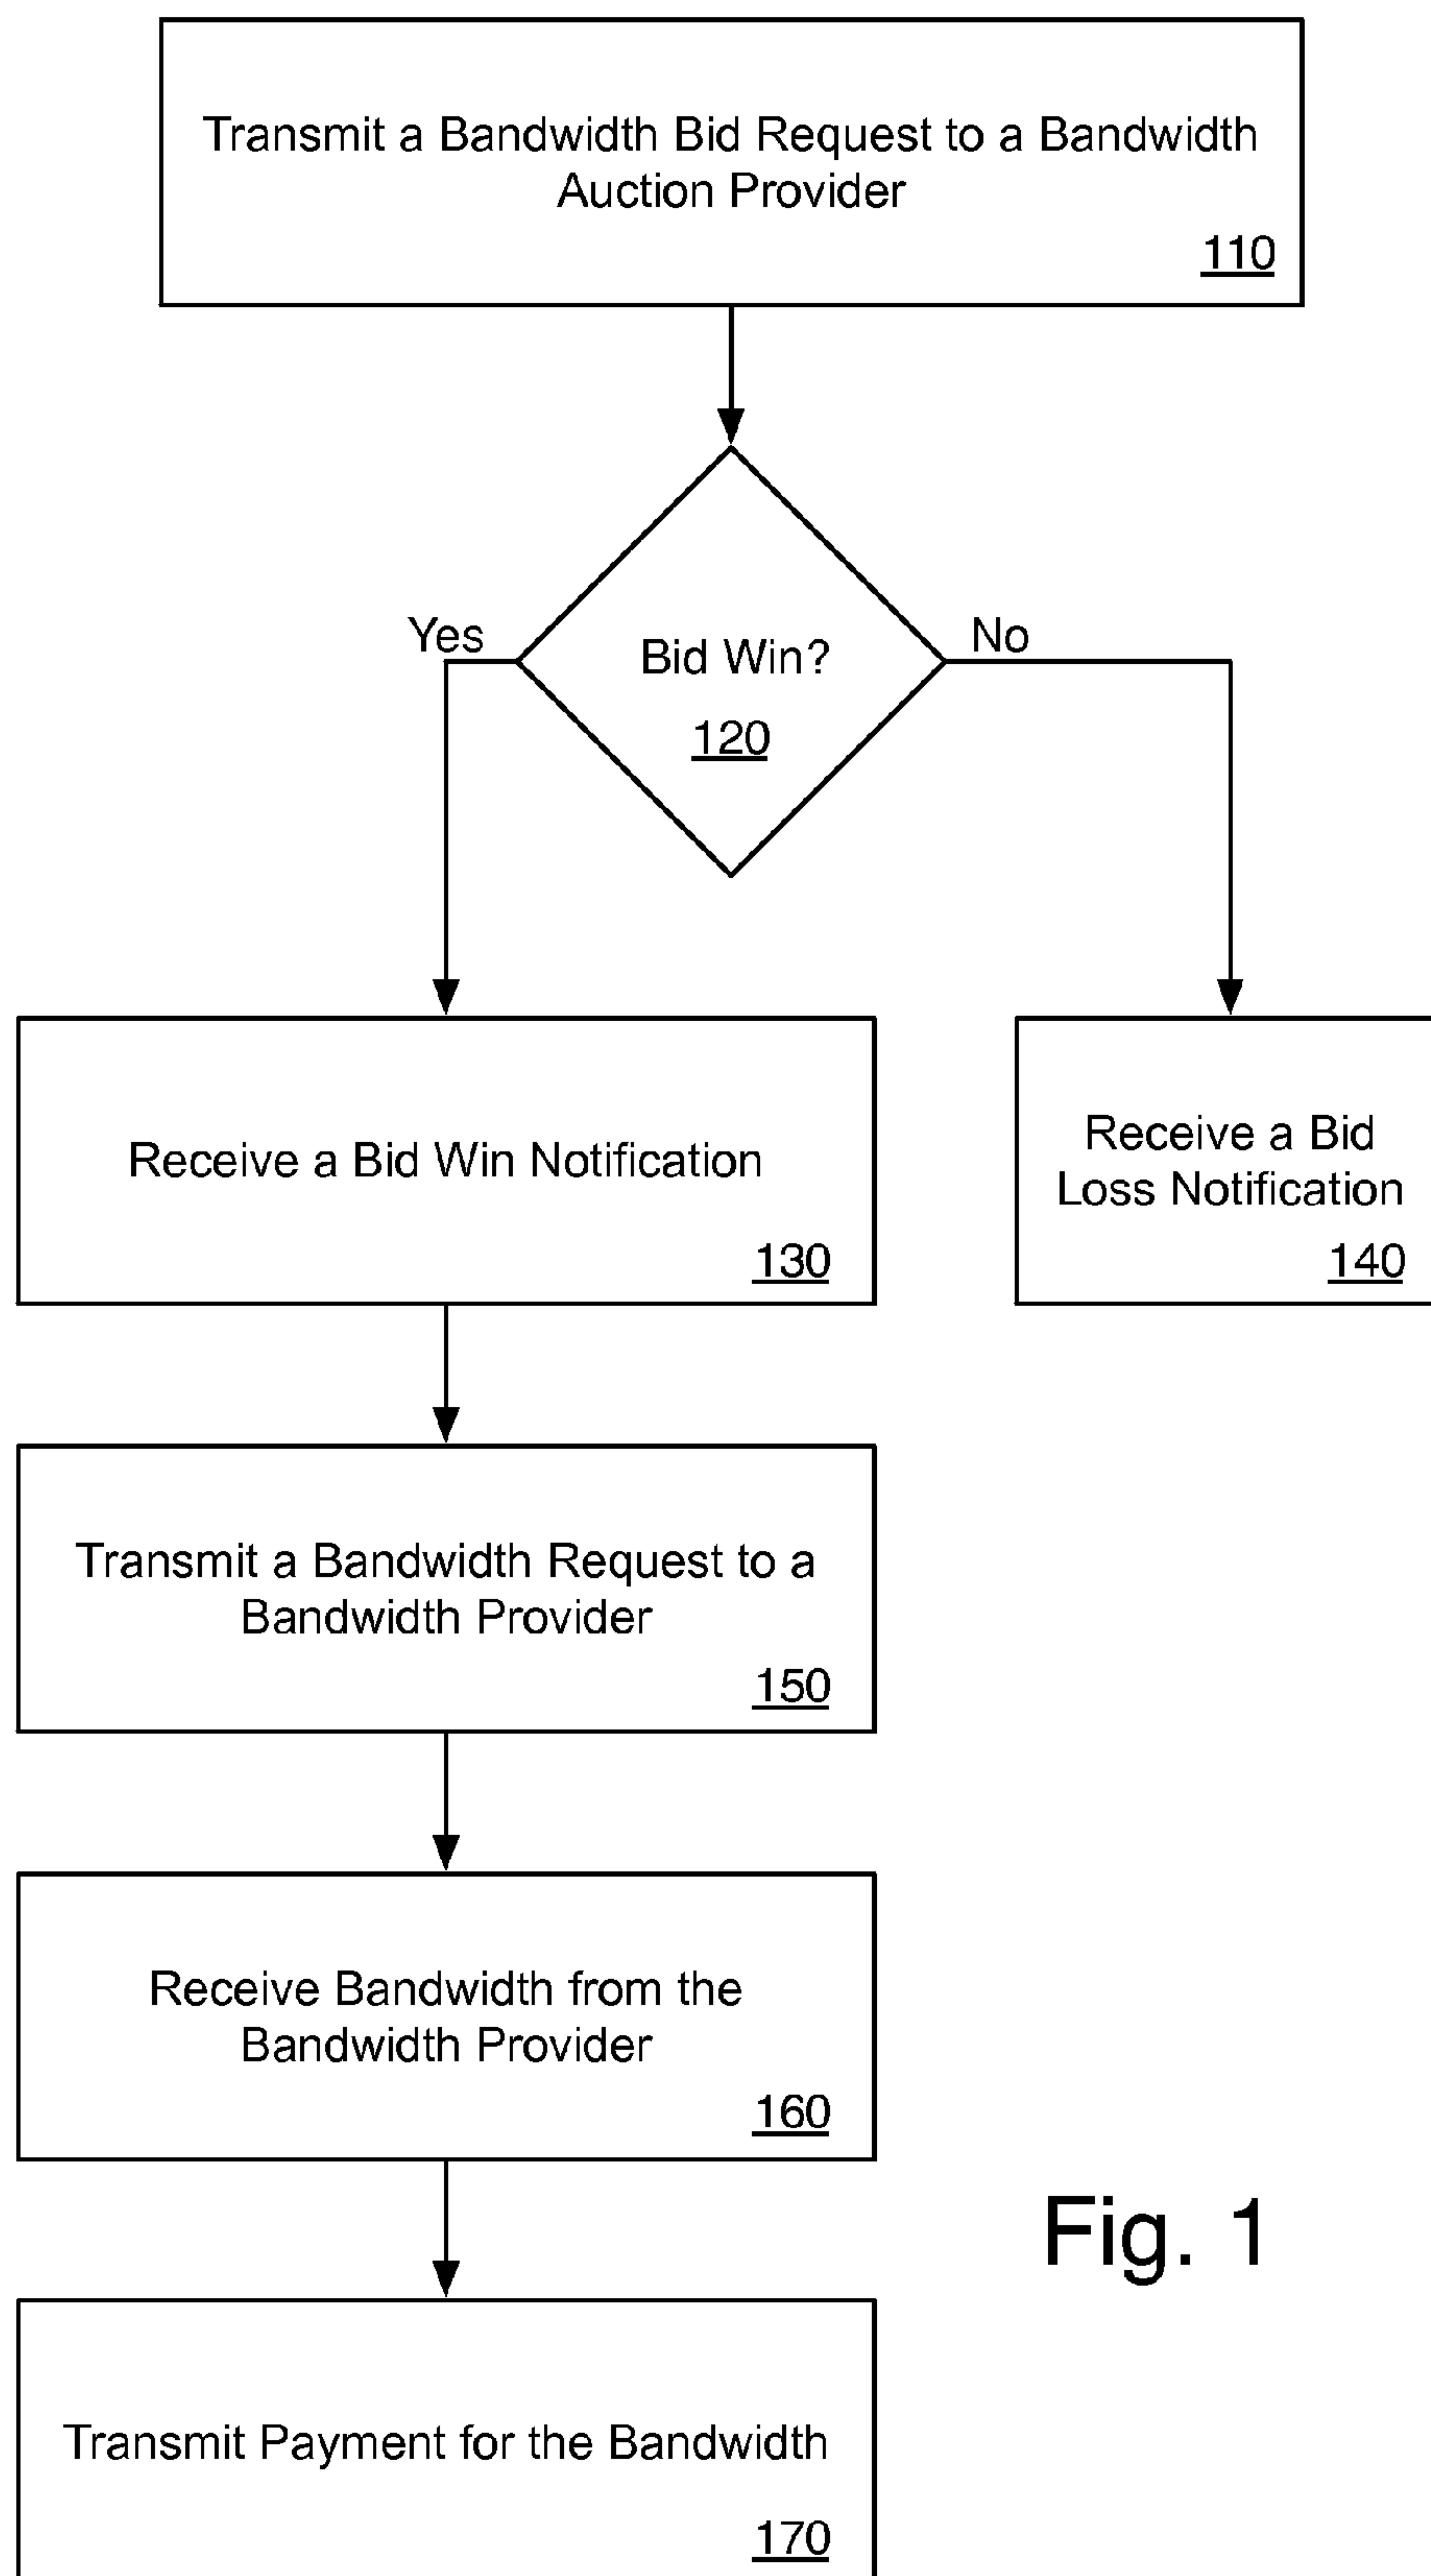 Transmit a Bandwidth Bid Request to a Bandwidth
Auction Provider
110
Yes
Bid Win?
No
120
Receive a Bid Win Notification
130
Receive a Bid
Loss Notification
140
Transmit a Bandwidth Request to a
Bandwidth Provider
150
Receive Bandwidth from the
Bandwidth Provider
160
Fig. 1
Transmit Payment for the Bandwidth
170